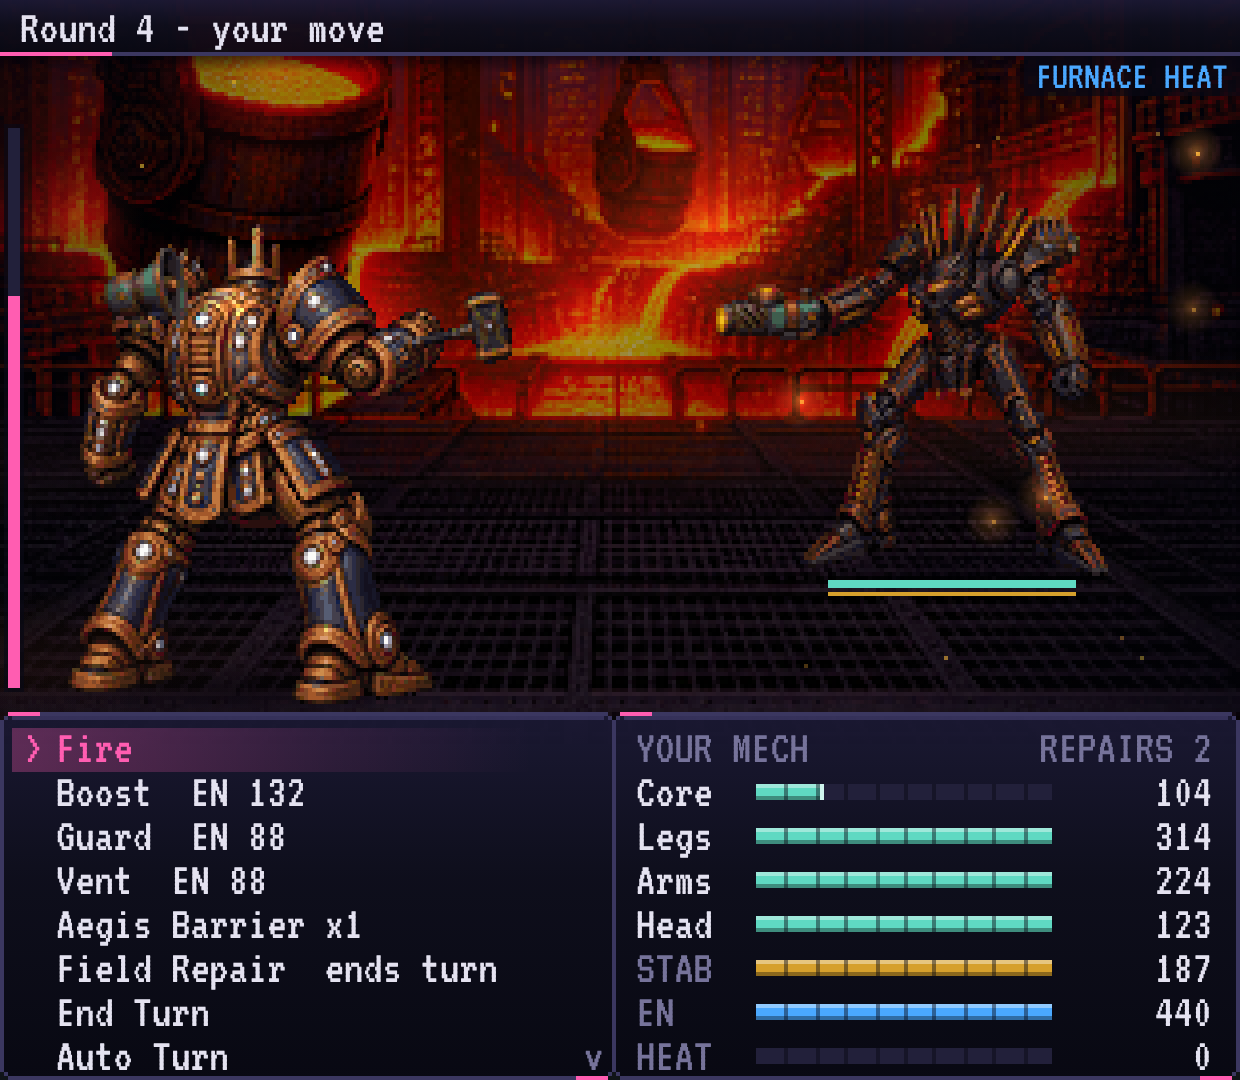 Round 4 - your move
FURNACE HEAT
> Fire
Boost EN 132
Guard EN 88
Vent EN 88
Aegis Barrier x1
Field Repair ends turn
End Turn
Auto Turn v
YOUR MECH REPAIRS 2
Core 104
Legs 314
Arms 224
Head 123
STAB 187
EN 440
HEAT 0